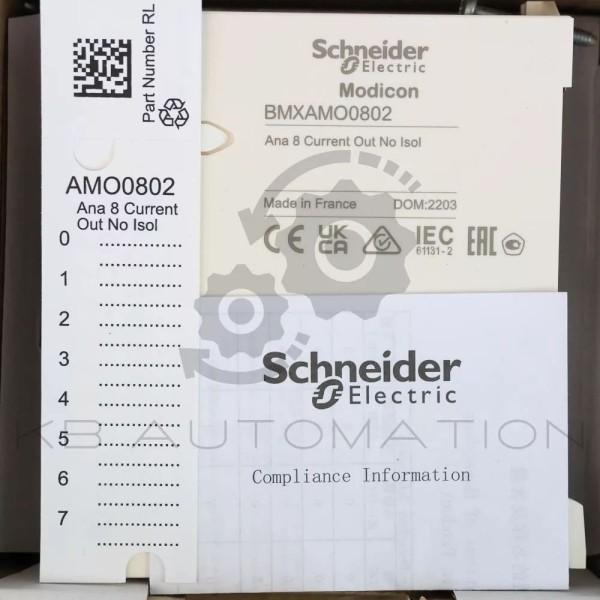 Part Number RL
AMO0802
Ana 8 Current
Out No Isol
0
1
2
3
4
5
6
7
Schneider
Electric
Modicon
BMXAMO0802
Ana 8 Current Out No Isol
Made in France DOM:2203
CE UK CA IEC EAC
61131-2
Schneider
Electric
Compliance Information
KB AUTOMATION